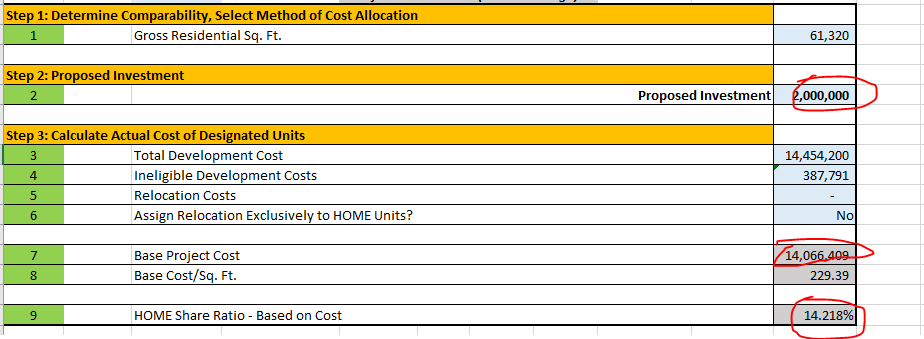 Step 1: Determine Comparability, Select Method of Cost Allocation
1 Gross Residential Sq. Ft. 61,320
Step 2: Proposed Investment
2 Proposed Investment 2,000,000
Step 3: Calculate Actual Cost of Designated Units
3 Total Development Cost 14,454,200
4 Ineligible Development Costs 387,791
5 Relocation Costs -
6 Assign Relocation Exclusively to HOME Units? No
7 Base Project Cost 14,066,409
8 Base Cost/Sq. Ft. 229.39
9 HOME Share Ratio - Based on Cost 14.218%